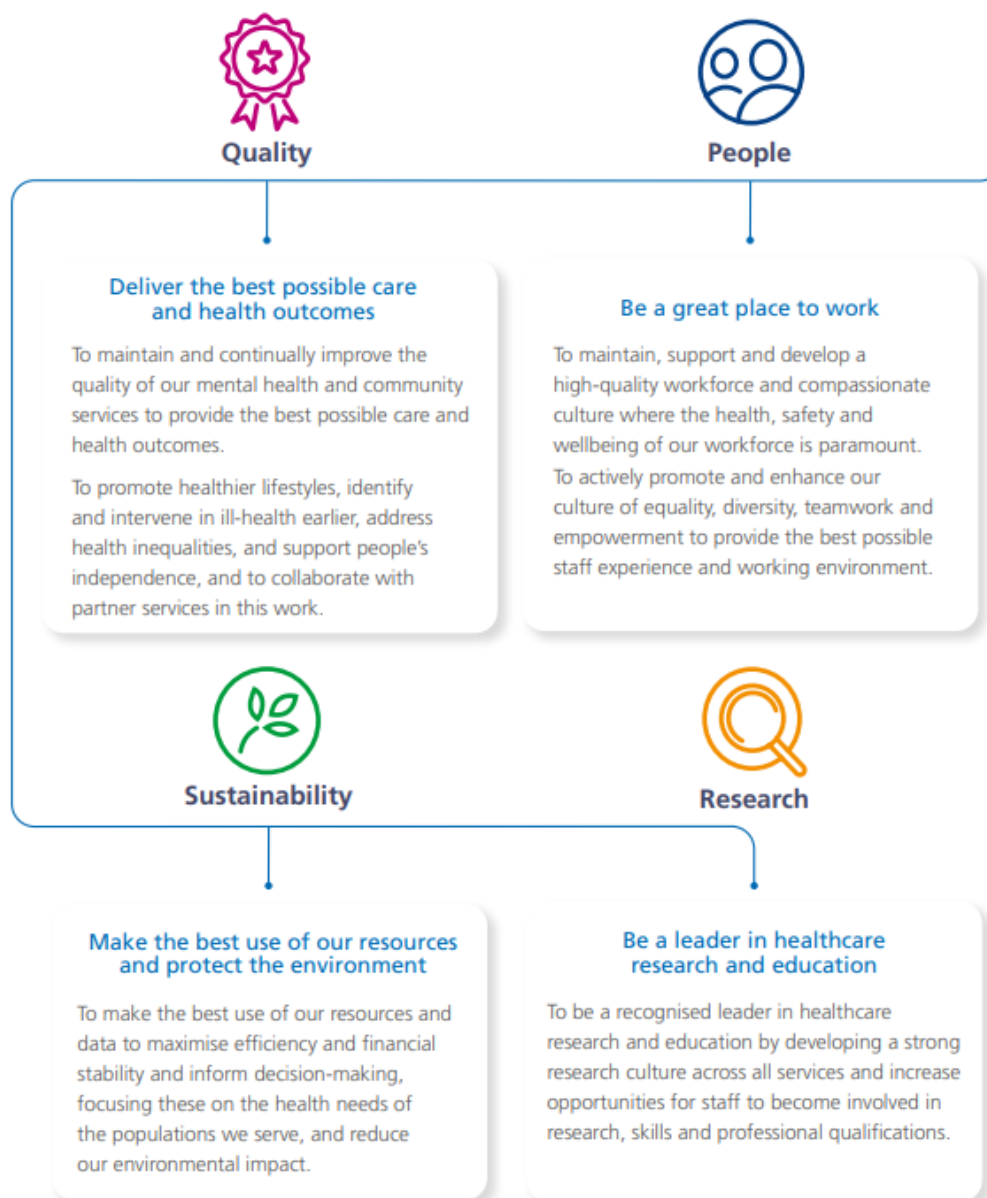 Quality
Deliver the best possible care
and health outcomes
To maintain and continually improve the
quality of our mental health and community
services to provide the best possible care and
health outcomes.
To promote healthier lifestyles, identify
and intervene in ill-health earlier, address
health inequalities, and support people's
independence, and to collaborate with
partner services in this work.
People
Be a great place to work
To maintain, support and develop a
high-quality workforce and compassionate
culture where the health, safety and
wellbeing of our workforce is paramount.
To actively promote and enhance our
culture of equality, diversity, teamwork and
empowerment to provide the best possible
staff experience and working environment.
Sustainability
Make the best use of our resources
and protect the environment
To make the best use of our resources and
data to maximise efficiency and financial
stability and inform decision-making,
focusing these on the health needs of
the populations we serve, and reduce
our environmental impact.
Research
Be a leader in healthcare
research and education
To be a recognised leader in healthcare
research and education by developing a strong
research culture across all services and increase
opportunities for staff to become involved in
research, skills and professional qualifications.